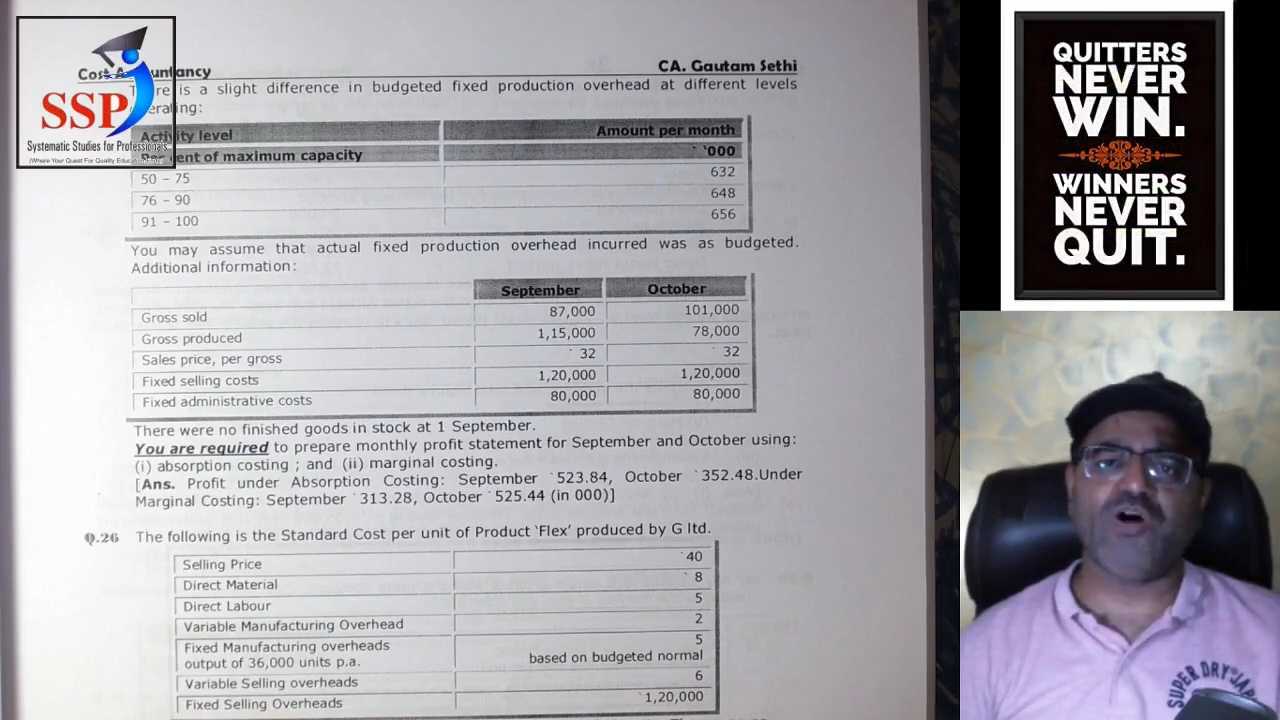 Cost Accountancy
CA. Gautam Sethi
is a slight difference in budgeted fixed production overhead at different levels
Activity level Amount per month
of maximum capacity ` '000
50 – 75 632
76 – 90 648
91 – 100 656
You may assume that actual fixed production overhead incurred was as budgeted.
Additional information:
September October
Gross sold 87,000 101,000
Gross produced 1,15,000 78,000
Sales price, per gross ` 32 ` 32
Fixed selling costs 1,20,000 1,20,000
Fixed administrative costs 80,000 80,000
There were no finished goods in stock at 1 September.
You are required to prepare monthly profit statement for September and October using:
(i) absorption costing ; and (ii) marginal costing.
[Ans. Profit under Absorption Costing: September `523.84, October `352.48.Under
Marginal Costing: September `313.28, October `525.44 (in 000)]
Q.26 The following is the Standard Cost per unit of Product 'Flex' produced by G ltd.
Selling Price `40
Direct Material ` 8
Direct Labour 5
Variable Manufacturing Overhead 2
Fixed Manufacturing overheads 5
output of 36,000 units p.a. based on budgeted normal
Variable Selling overheads 6
Fixed Selling Overheads `1,20,000
SSP
Systematic Studies for Professionals
QUITTERS
NEVER
WIN.
WINNERS
NEVER
QUIT.
SUPER DRY